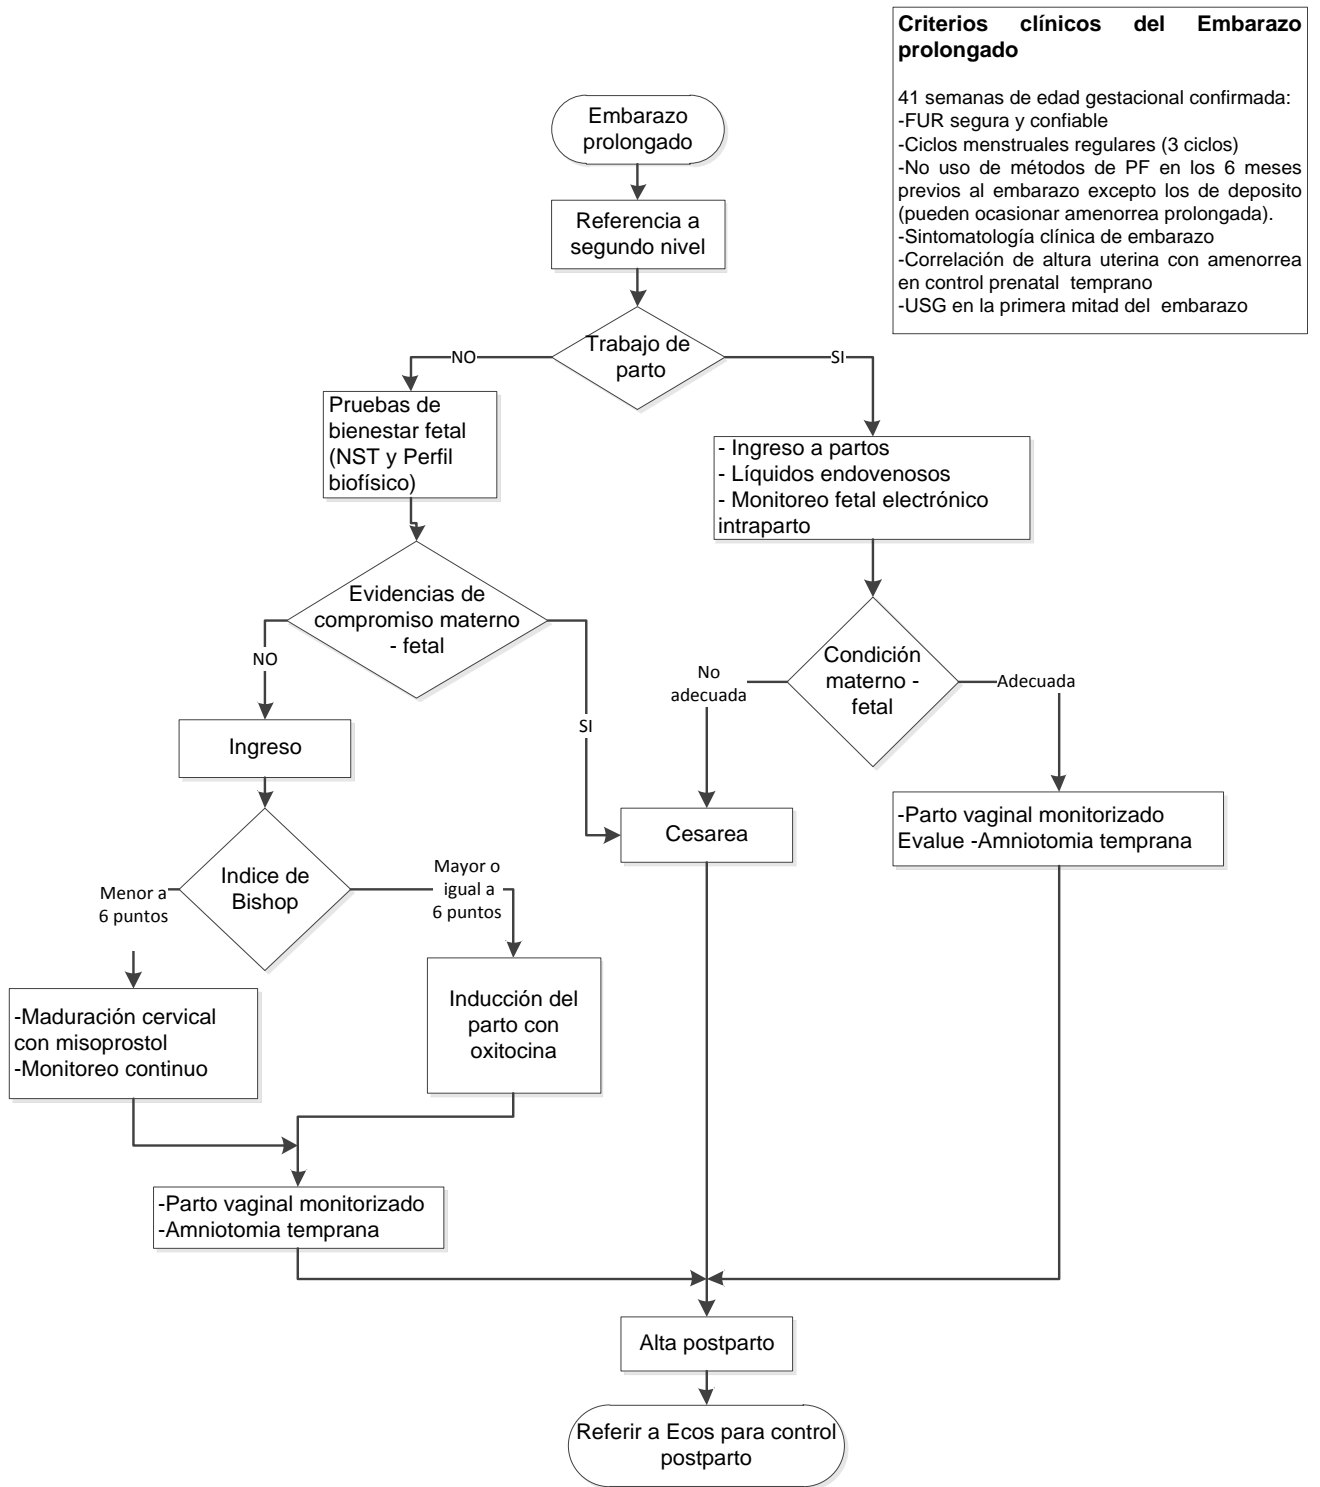 Criterios clínicos del Embarazo
prolongado
41 semanas de edad gestacional confirmada:
-FUR segura y confiable
-Ciclos menstruales regulares (3 ciclos)
-No uso de métodos de PF en los 6 meses
previos al embarazo excepto los de deposito
(pueden ocasionar amenorrea prolongada).
-Sintomatología clínica de embarazo
-Correlación de altura uterina con amenorrea
en control prenatal temprano
-USG en la primera mitad del embarazo
Embarazo
prolongado
Referencia a
segundo nivel
Trabajo de
parto
NO
SI
Pruebas de
bienestar fetal
(NST y Perfil
biofísico)
- Ingreso a partos
- Líquidos endovenosos
- Monitoreo fetal electrónico
intraparto
Evidencias de
compromiso materno
- fetal
NO
SI
Condición
materno -
fetal
No
adecuada
Adecuada
Ingreso
Cesarea
-Parto vaginal monitorizado
Evalue -Amniotomia temprana
Indice de
Bishop
Menor a
6 puntos
Mayor o
igual a
6 puntos
-Maduración cervical
con misoprostol
-Monitoreo continuo
Inducción del
parto con
oxitocina
-Parto vaginal monitorizado
-Amniotomia temprana
Alta postparto
Referir a Ecos para control
postparto